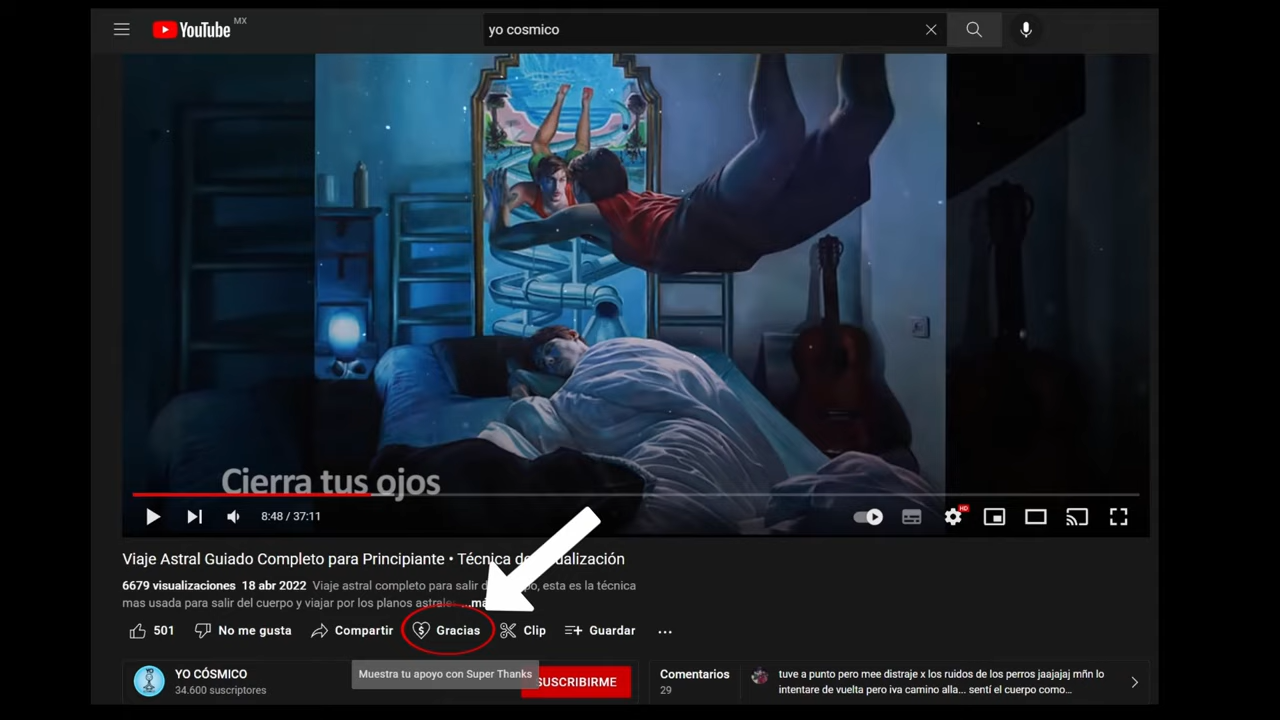 YouTube MX
yo cosmico
Cierra tus ojos
8:48 / 37:11
HD
Viaje Astral Guiado Completo para Principiante • Técnica de
6679 visualizaciones 18 abr 2022 Viaje astral completo para salir, esta es la técnica
mas usada para salir del cuerpo y viajar por los planos
501 No me gusta Compartir Gracias Clip Guardar ...
YO CÓSMICO
34.600 suscriptores
Muestra tu apoyo con Super Thanks
SUSCRIBIRME
Comentarios
29
tuve a punto pero mee distraje x los ruidos de los perros jaajajaj mñn lo
intentare de vuelta pero iva camino alla... sentí el cuerpo como...